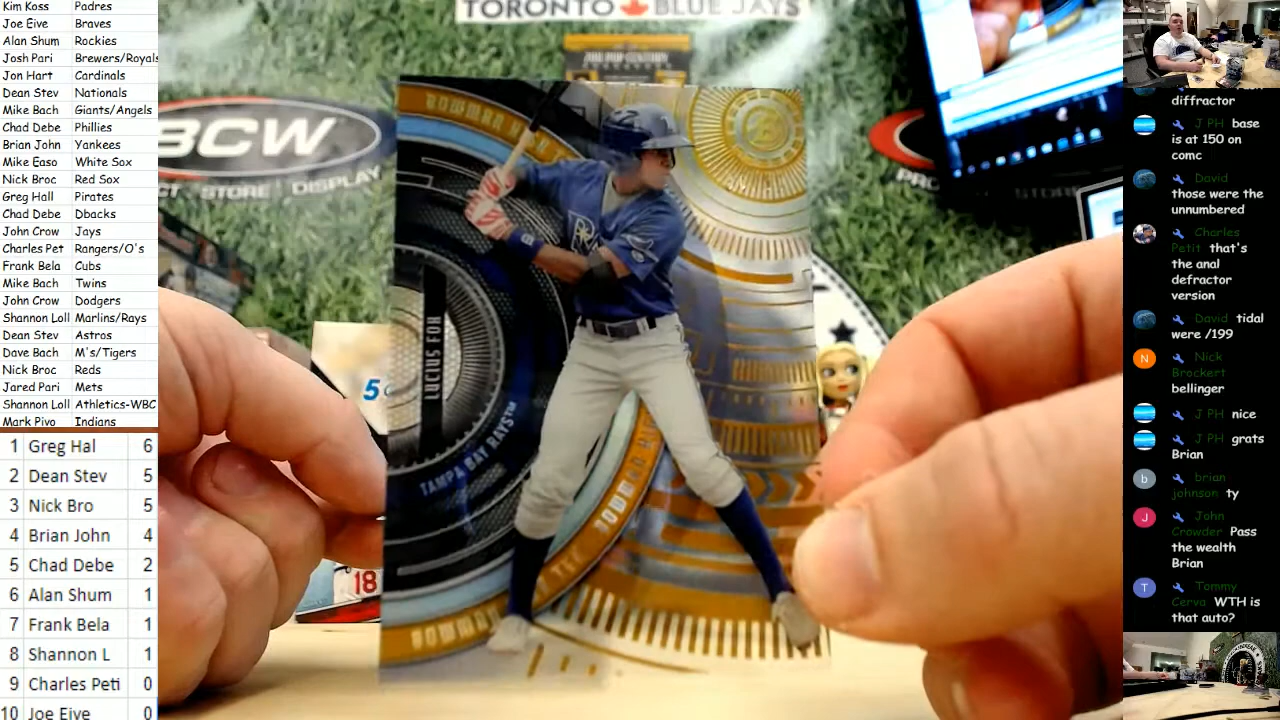 Kim Koss Padres
Joe Eive Braves
Alan Shum Rockies
Josh Pari Brewers/Royals
Jon Hart Cardinals
Dean Stev Nationals
Mike Bach Giants/Angels
Chad Debe Phillies
Brian John Yankees
Mike Easo White Sox
Nick Broc Red Sox
Greg Hall Pirates
Chad Debe Dbacks
John Crow Jays
Charles Pet Rangers/O's
Frank Bela Cubs
Mike Bach Twins
John Crow Dodgers
Shannon Loll Marlins/Rays
Dean Stev Astros
Dave Bach M's/Tigers
Nick Broc Reds
Jared Pari Mets
Shannon Loll Athletics-WBC
Mark Pivo Indians
1 Greg Hal 6
2 Dean Stev 5
3 Nick Bro 5
4 Brian John 4
5 Chad Debe 2
6 Alan Shum 1
7 Frank Bela 1
8 Shannon L 1
9 Charles Peti 0
10 Joe Eive 0
TORONTO BLUE JAYS
BCW
STORE | DISPLAY
PRO
STORE
LUCIUS FOX
TAMPA BAY RAYS™
BOWMAN
5
18
diffractor
J PH base
is at 150 on
comc
David
those were the
unnumbered
Charles
Petit that's
the anal
defractor
version
David tidal
were /199
Nick
Brockert
bellinger
J PH nice
J PH grats
Brian
brian
johnson ty
John
Crowder Pass
the wealth
Brian
Tommy
Cerva WTH is
that auto?